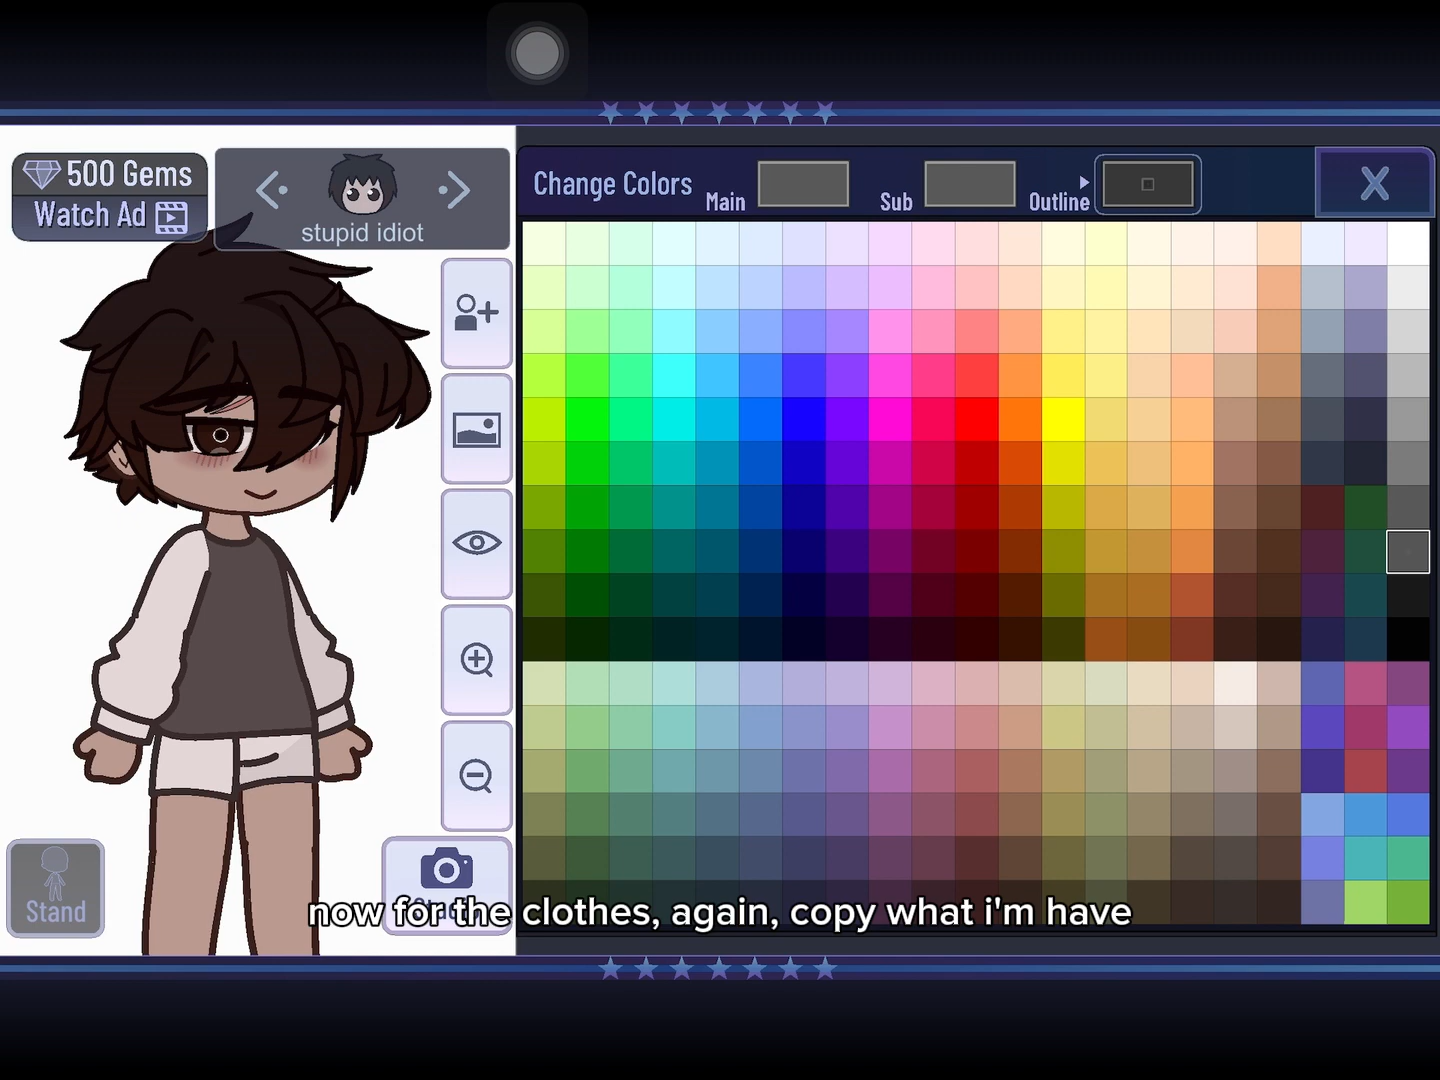 500 Gems
Watch Ad
stupid idiot
Change Colors
Main
Sub
Outline
X
Stand
now for the clothes, again, copy what i'm have